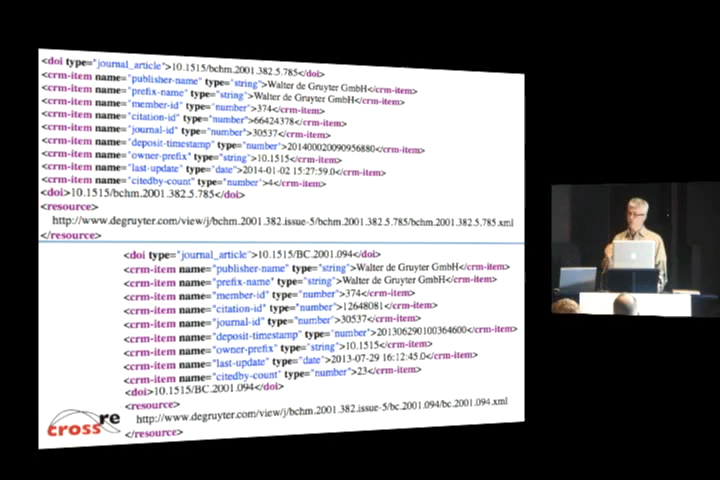 <doi type="journal_article">10.1515/bchm.2001.382.5.785</doi>
<crm-item name="publisher-name" type="string">Walter de Gruyter GmbH</crm-item>
<crm-item name="prefix-name" type="string">Walter de Gruyter GmbH</crm-item>
<crm-item name="member-id" type="number">374</crm-item>
<crm-item name="citation-id" type="number">66424378</crm-item>
<crm-item name="journal-id" type="number">30537</crm-item>
<crm-item name="deposit-timestamp" type="number">201400020090956880</crm-item>
<crm-item name="owner-prefix" type="string">10.1515</crm-item>
<crm-item name="last-update" type="date">2014-01-02 15:27:59.0</crm-item>
<crm-item name="citedby-count" type="number">4</crm-item>
<doi>10.1515/bchm.2001.382.5.785</doi>
<resource>
http://www.degruyter.com/view/j/bchm.2001.382.issue-5/bchm.2001.382.5.785/bchm.2001.382.5.785.xml
</resource>
<doi type="journal_article">10.1515/BC.2001.094</doi>
<crm-item name="publisher-name" type="string">Walter de Gruyter GmbH</crm-item>
<crm-item name="prefix-name" type="string">Walter de Gruyter GmbH</crm-item>
<crm-item name="member-id" type="number">374</crm-item>
<crm-item name="citation-id" type="number">12648081</crm-item>
<crm-item name="journal-id" type="number">30537</crm-item>
<crm-item name="deposit-timestamp" type="number">201306290100364600</crm-item>
<crm-item name="owner-prefix" type="string">10.1515</crm-item>
<crm-item name="last-update" type="date">2013-07-29 16:12:45.0</crm-item>
<crm-item name="citedby-count" type="number">23</crm-item>
<doi>10.1515/BC.2001.094</doi>
<resource>
http://www.degruyter.com/view/j/bchm.2001.382.issue-5/bc.2001.094/bc.2001.094.xml
</resource>
crossre